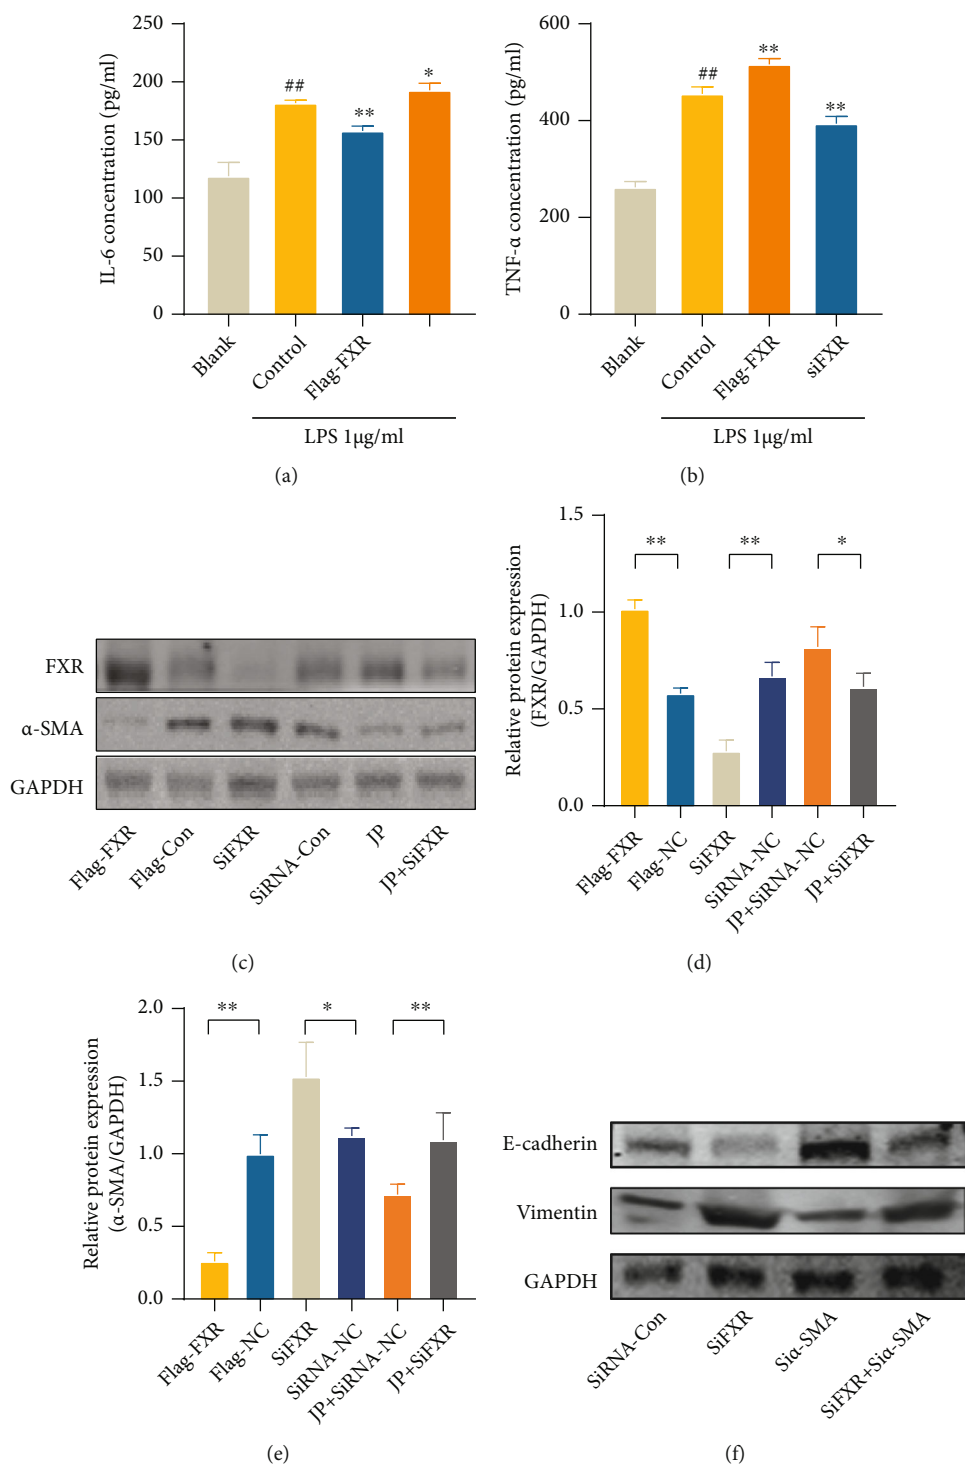 250
200
150
100
50
0
IL-6 concentration (pg/ml)
##
**
*
Blank
Control
Flag-FXR
LPS 1μg/ml
(a)
600
400
200
0
TNF-α concentration (pg/ml)
##
**
**
Blank
Control
Flag-FXR
siFXR
LPS 1μg/ml
(b)
FXR
α-SMA
GAPDH
Flag-FXR
Flag-Con
SiFXR
SiRNA-Con
JP
JP+SiFXR
(c)
1.5
1.0
0.5
0.0
Relative protein expression
(FXR/GAPDH)
**
**
*
Flag-FXR
Flag-NC
SiFXR
SiRNA-NC
JP+SiRNA-NC
JP+SiFXR
(d)
2.0
1.5
1.0
0.5
0.0
Relative protein expression
(α-SMA/GAPDH)
**
*
**
Flag-FXR
Flag-NC
SiFXR
SiRNA-NC
JP+SiRNA-NC
JP+SiFXR
(e)
E-cadherin
Vimentin
GAPDH
SiRNA-Con
SiFXR
Siα-SMA
SiFXR+Siα-SMA
(f)